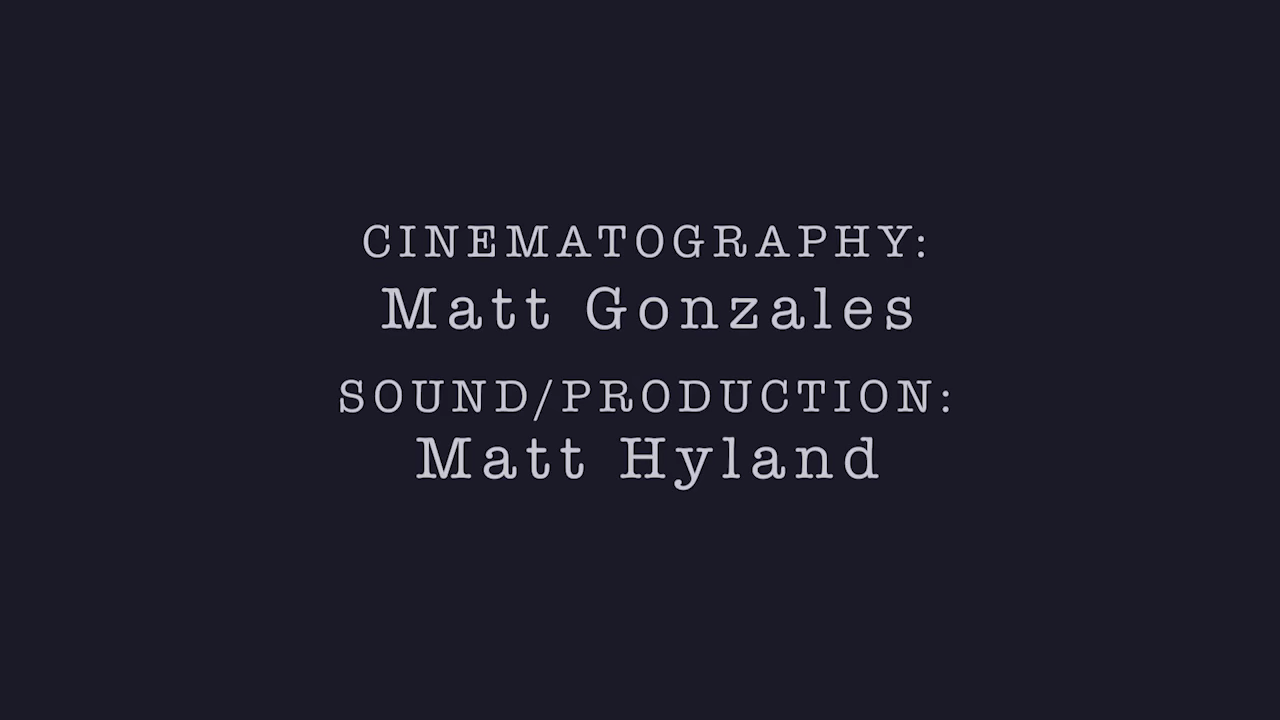 CINEMATOGRAPHY:
Matt Gonzales
SOUND/PRODUCTION:
Matt Hyland